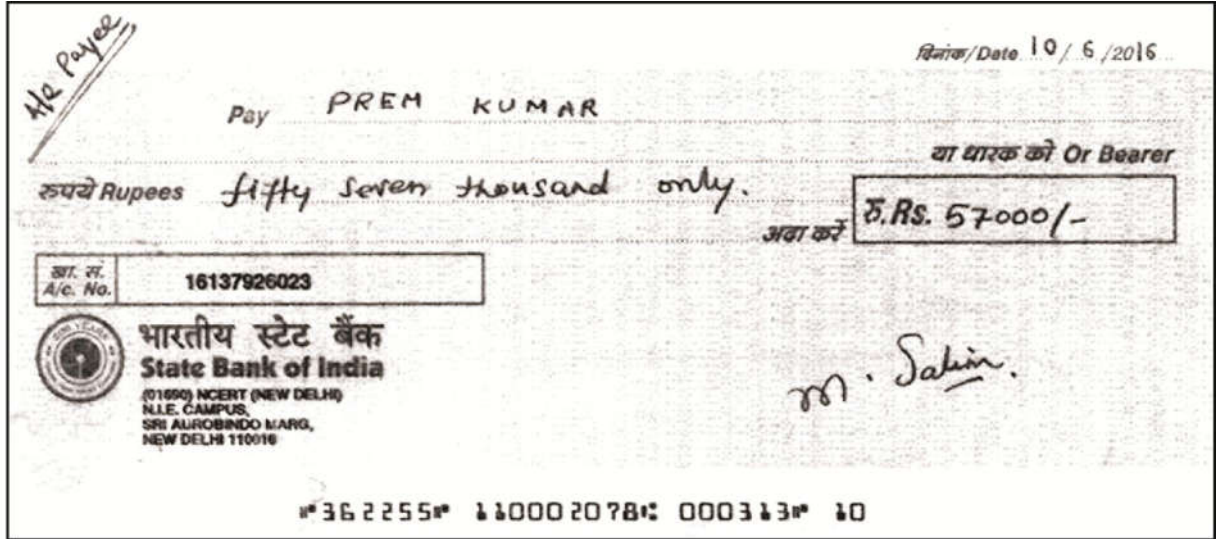 A/c Payee
दिनांक/Date 10/6/2016
Pay PREM KUMAR
या धारक को Or Bearer
रुपये Rupees fifty seven thousand only.
अदा करें रु.Rs. 57000/-
खा. सं.
A/c. No. 16137926023
भारतीय स्टेट बैंक
State Bank of India
(01690) NCERT (NEW DELHI)
N.I.E. CAMPUS,
SRI AUROBINDO MARG,
NEW DELHI 110016
M. Salim.
⑈362255⑈ 110002078⑆ 000313⑈ 10